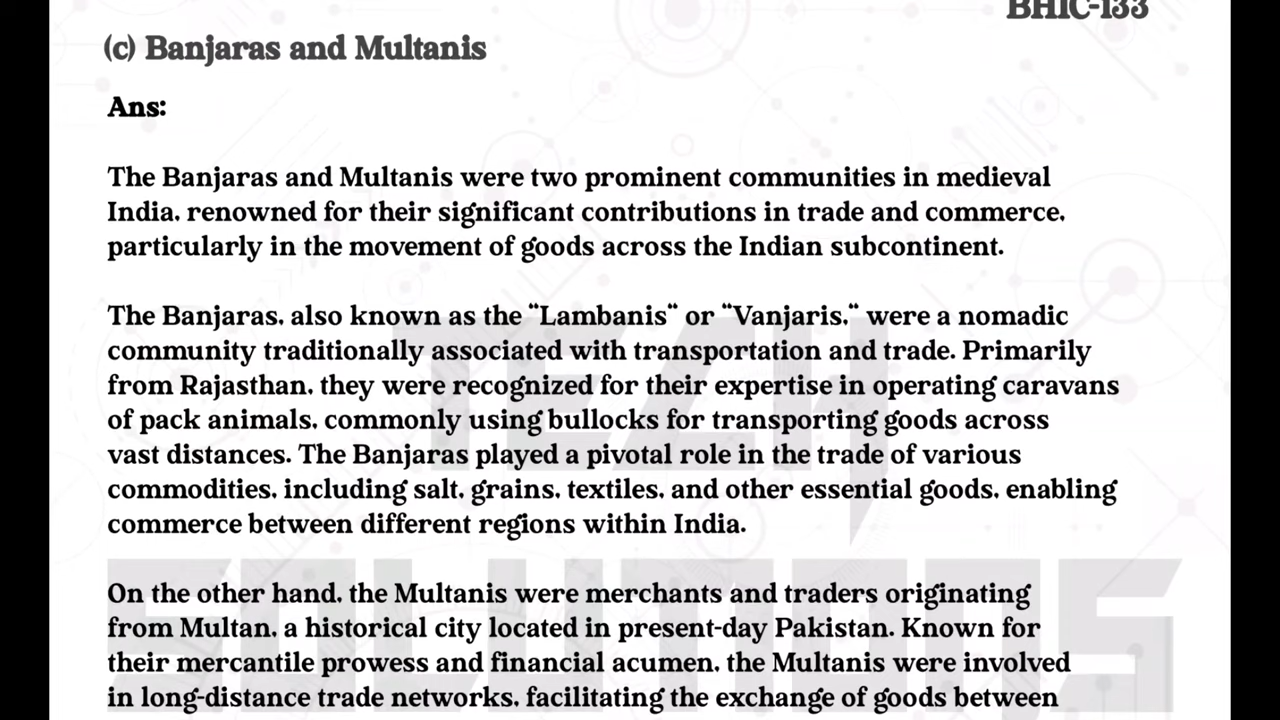 BHIC-133
(c) Banjaras and Multanis
Ans:
The Banjaras and Multanis were two prominent communities in medieval
India, renowned for their significant contributions in trade and commerce,
particularly in the movement of goods across the Indian subcontinent.
The Banjaras, also known as the “Lambanis“ or “Vanjaris,“ were a nomadic
community traditionally associated with transportation and trade. Primarily
from Rajasthan, they were recognized for their expertise in operating caravans
of pack animals, commonly using bullocks for transporting goods across
vast distances. The Banjaras played a pivotal role in the trade of various
commodities, including salt, grains, textiles, and other essential goods, enabling
commerce between different regions within India.
On the other hand, the Multanis were merchants and traders originating
from Multan, a historical city located in present-day Pakistan. Known for
their mercantile prowess and financial acumen, the Multanis were involved
in long-distance trade networks, facilitating the exchange of goods between
TECH
SOLUTIONS